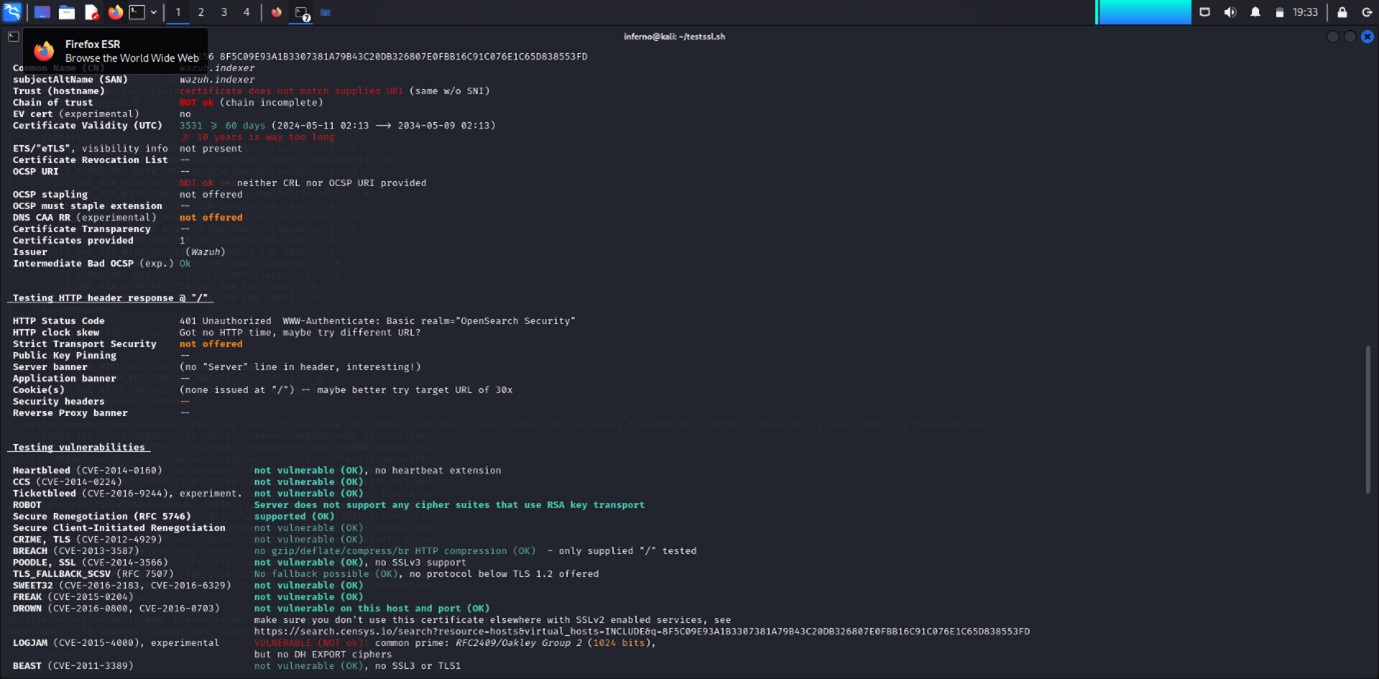 1 2 3 4 7 19:33
inferno@kali: ~/testssl.sh
Firefox ESR
Browse the World Wide Web
8F5C09E93A1B3307381A79B43C20DB326807E0FBB16C91C076E1C65D838553FD
Common Name (CN) wazuh.indexer
subjectAltName (SAN) wazuh.indexer
Trust (hostname) certificate does not match supplied URI (same w/o SNI)
Chain of trust NOT ok (chain incomplete)
EV cert (experimental) no
Certificate Validity (UTC) 3531 >= 60 days (2024-05-11 02:13 --> 2034-05-09 02:13)
>= 10 years is way too long
ETS/"eTLS", visibility info not present
Certificate Revocation List --
OCSP URI --
NOT ok -- neither CRL nor OCSP URI provided
OCSP stapling not offered
OCSP must staple extension --
DNS CAA RR (experimental) not offered
Certificate Transparency --
Certificates provided 1
Issuer (Wazuh)
Intermediate Bad OCSP (exp.) Ok
Testing HTTP header response @ "/"
HTTP Status Code 401 Unauthorized WWW-Authenticate: Basic realm="OpenSearch Security"
HTTP clock skew Got no HTTP time, maybe try different URL?
Strict Transport Security not offered
Public Key Pinning --
Server banner (no "Server" line in header, interesting!)
Application banner --
Cookie(s) (none issued at "/") -- maybe better try target URL of 30x
Security headers --
Reverse Proxy banner --
Testing vulnerabilities
Heartbleed (CVE-2014-0160) not vulnerable (OK), no heartbeat extension
CCS (CVE-2014-0224) not vulnerable (OK)
Ticketbleed (CVE-2016-9244), experiment. not vulnerable (OK)
ROBOT Server does not support any cipher suites that use RSA key transport
Secure Renegotiation (RFC 5746) supported (OK)
Secure Client-Initiated Renegotiation not vulnerable (OK)
CRIME, TLS (CVE-2012-4929) not vulnerable (OK)
BREACH (CVE-2013-3587) no gzip/deflate/compress/br HTTP compression (OK) - only supplied "/" tested
POODLE, SSL (CVE-2014-3566) not vulnerable (OK), no SSLv3 support
TLS_FALLBACK_SCSV (RFC 7507) No fallback possible (OK), no protocol below TLS 1.2 offered
SWEET32 (CVE-2016-2183, CVE-2016-6329) not vulnerable (OK)
FREAK (CVE-2015-0204) not vulnerable (OK)
DROWN (CVE-2016-0800, CVE-2016-0703) not vulnerable on this host and port (OK)
make sure you don't use this certificate elsewhere with SSLv2 enabled services, see
https://search.censys.io/search?resource=hosts&virtual_hosts=INCLUDE&q=8F5C09E93A1B3307381A79B43C20DB326807E0FBB16C91C076E1C65D838553FD
LOGJAM (CVE-2015-4000), experimental VULNERABLE (NOT ok): common prime: RFC2409/Oakley Group 2 (1024 bits),
but no DH EXPORT ciphers
BEAST (CVE-2011-3389) not vulnerable (OK), no SSL3 or TLS1